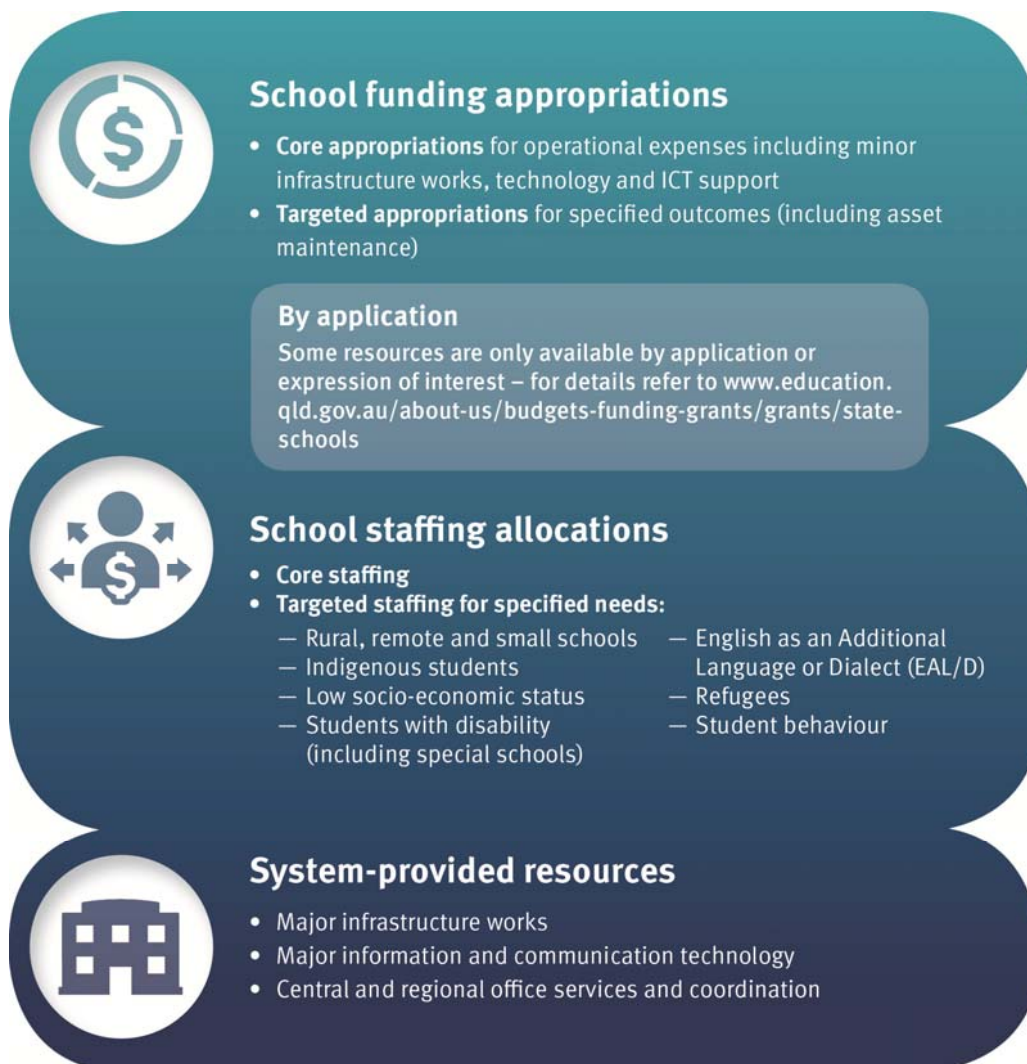 School funding appropriations
• Core appropriations for operational expenses including minor
infrastructure works, technology and ICT support
• Targeted appropriations for specified outcomes (including asset
maintenance)
By application
Some resources are only available by application or
expression of interest – for details refer to www.education.
qld.gov.au/about-us/budgets-funding-grants/grants/state-
schools
School staffing allocations
• Core staffing
• Targeted staffing for specified needs:
— Rural, remote and small schools
— Indigenous students
— Low socio-economic status
— Students with disability
(including special schools)
— English as an Additional
Language or Dialect (EAL/D)
— Refugees
— Student behaviour
System-provided resources
• Major infrastructure works
• Major information and communication technology
• Central and regional office services and coordination